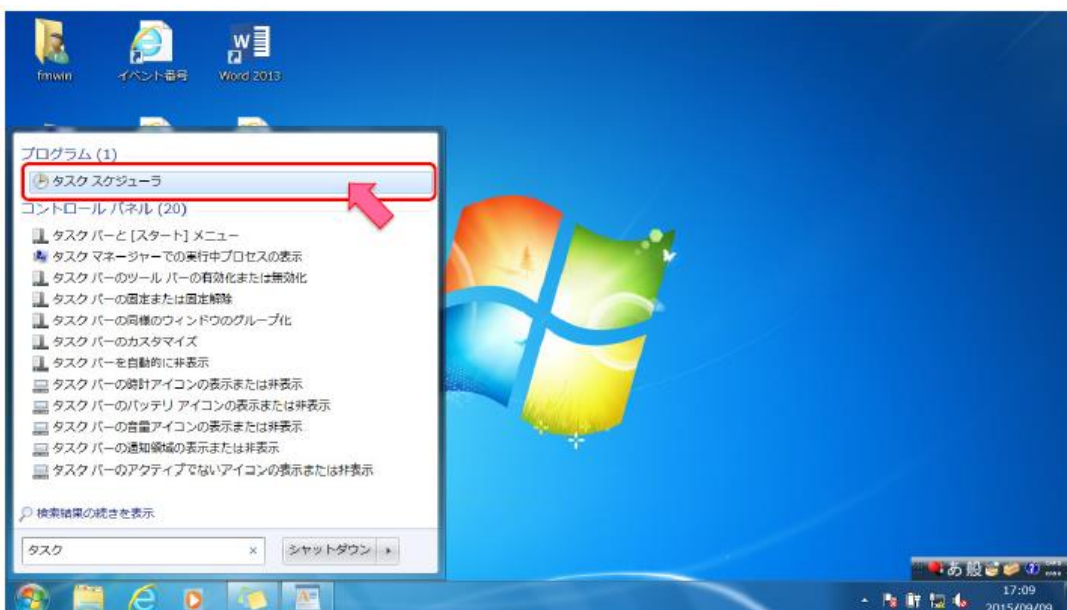 fmwin
イベント番号
Word 2013
プログラム (1)
タスク スケジューラ
コントロール パネル (20)
タスク バーと [スタート] メニュー
タスク マネージャーでの実行中プロセスの表示
タスク バーのツール バーの有効化または無効化
タスク バーの固定または固定解除
タスク バーの同様のウィンドウのグループ化
タスク バーのカスタマイズ
タスク バーを自動的に非表示
タスク バーの時計アイコンの表示または非表示
タスク バーのバッテリ アイコンの表示または非表示
タスク バーの音量アイコンの表示または非表示
タスク バーの通知領域の表示または非表示
タスク バーのアクティブでないアイコンの表示または非表示
検索結果の続きを表示
タスク
シャットダウン
あ 般
17:09
2015/09/09